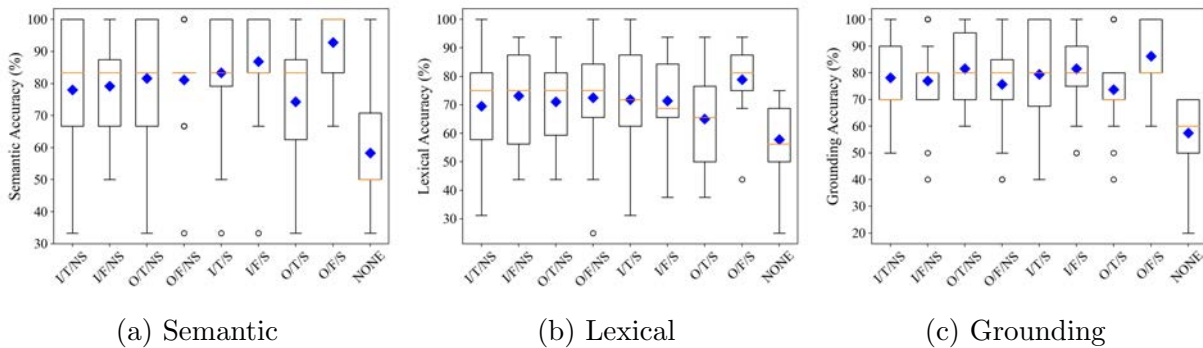 Semantic Accuracy (%)
100
90
80
70
60
50
40
30
I/T/NS
I/F/NS
O/T/NS
O/F/NS
I/T/S
I/F/S
O/T/S
O/F/S
NONE
(a) Semantic
Lexical Accuracy (%)
100
90
80
70
60
50
40
30
I/T/NS
I/F/NS
O/T/NS
O/F/NS
I/T/S
I/F/S
O/T/S
O/F/S
NONE
(b) Lexical
Grounding Accuracy (%)
100
90
80
70
60
50
40
30
20
I/T/NS
I/F/NS
O/T/NS
O/F/NS
I/T/S
I/F/S
O/T/S
O/F/S
NONE
(c) Grounding